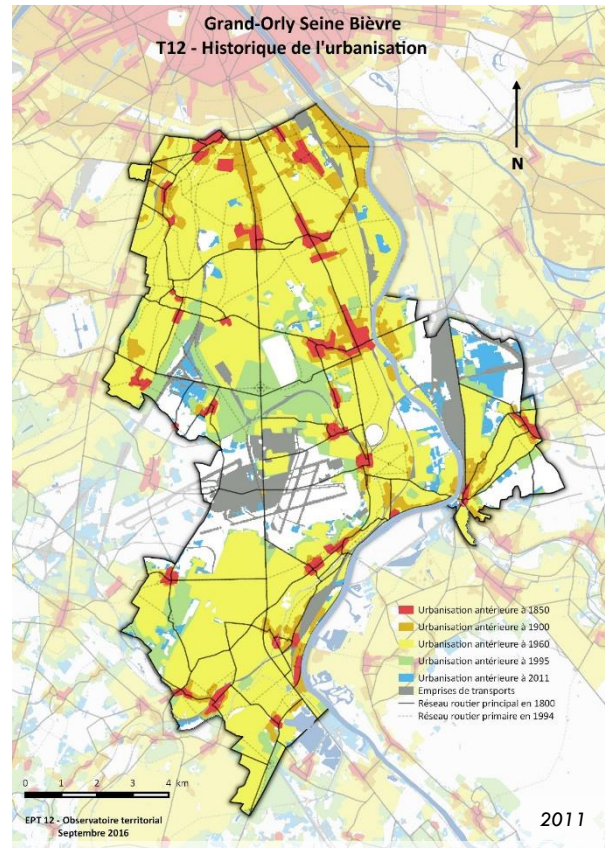 Grand-Orly Seine Bièvre
T12 - Historique de l'urbanisation
N
Urbanisation antérieure à 1850
Urbanisation antérieure à 1900
Urbanisation antérieure à 1960
Urbanisation antérieure à 1995
Urbanisation antérieure à 2011
Emprises de transports
Réseau routier principal en 1800
Réseau routier primaire en 1994
0 1 2 3 4 km
EPT 12 - Observatoire territorial
Septembre 2016
2011